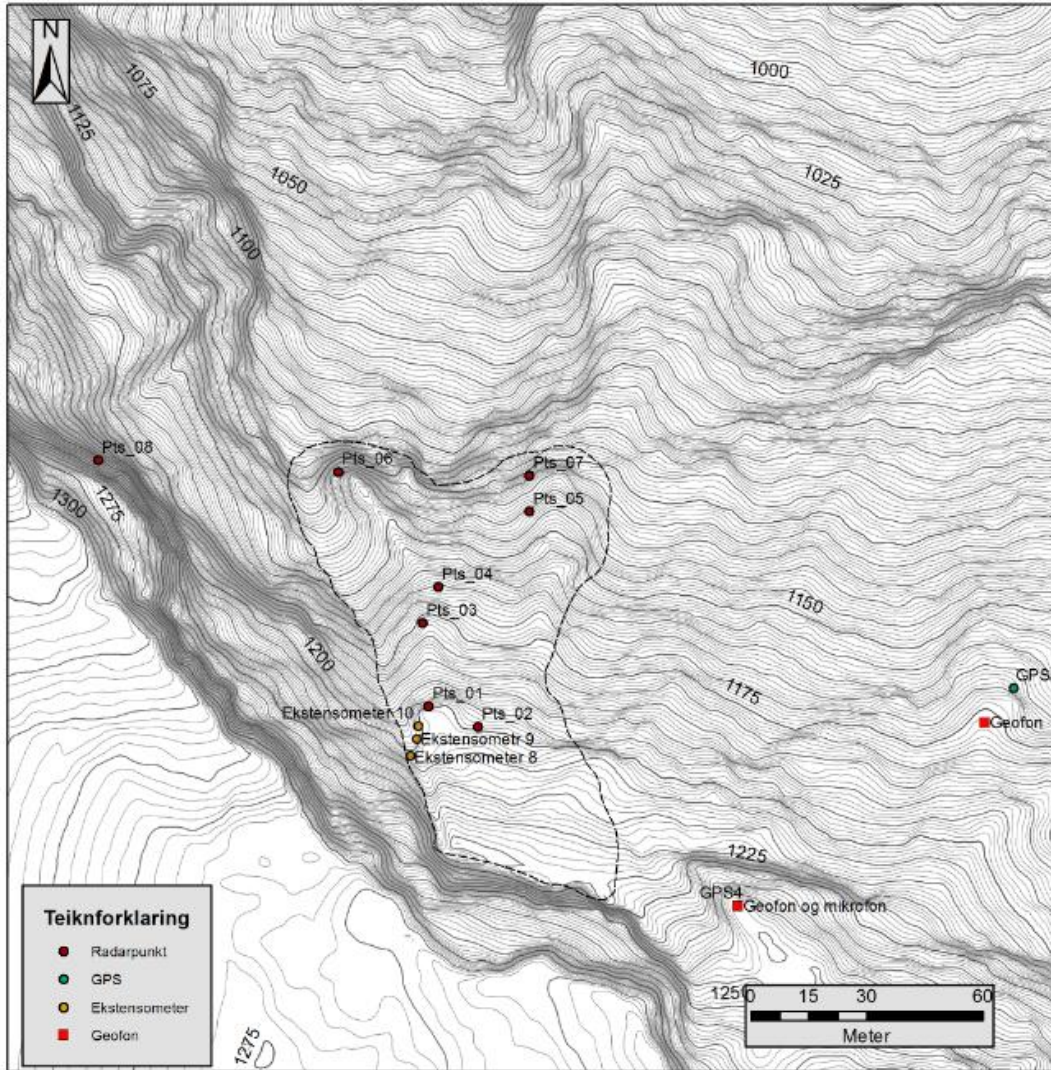 N
1000
1075
1125
1025
1050
1100
Pts_08
Pts_06
Pts_07
1275
1300
Pts_05
Pts_04
1150
Pts_03
1200
1175
GPS
Pts_01
Ekstensometer 10
Pts_02
Geofon
Ekstensometr 9
Ekstensometer 8
1225
GPS4
Geofon og mikrofon
Teiknforklaring
Radarpunkt
GPS
Ekstensometer
Geofon
1250
0 15 30 60
Meter
1275